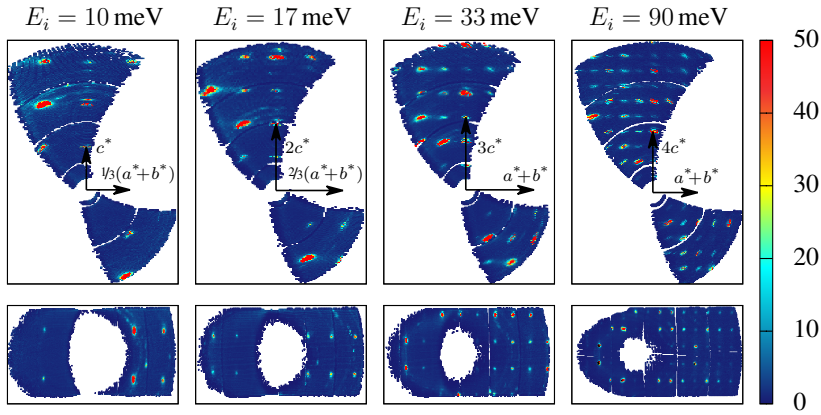 E_i = 10 meV
E_i = 17 meV
E_i = 33 meV
E_i = 90 meV
c*
1/3(a*+b*)
2c*
2/3(a*+b*)
3c*
a*+b*
4c*
a*+b*
50
40
30
20
10
0